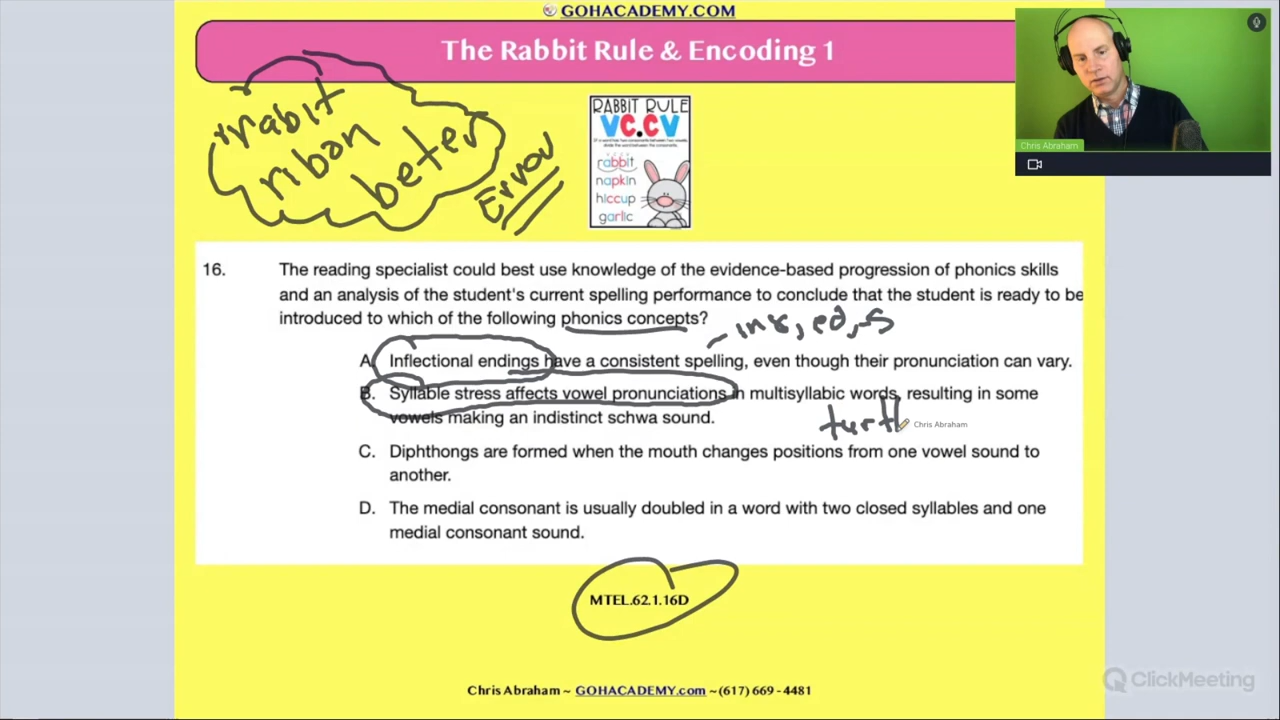 GOHACADEMY.COM
The Rabbit Rule & Encoding 1
rabit
ribon
beter
Error
RABBIT RULE
VC.CV
rabbit
napkin
hiccup
garlic
Chris Abraham
16. The reading specialist could best use knowledge of the evidence-based progression of phonics skills
and an analysis of the student's current spelling performance to conclude that the student is ready to be
introduced to which of the following phonics concepts?
ing, ed, s
A. Inflectional endings have a consistent spelling, even though their pronunciation can vary.
B. Syllable stress affects vowel pronunciations in multisyllabic words, resulting in some
vowels making an indistinct schwa sound.
turtl
Chris Abraham
C. Diphthongs are formed when the mouth changes positions from one vowel sound to
another.
D. The medial consonant is usually doubled in a word with two closed syllables and one
medial consonant sound.
MTEL.62.1.16D
Chris Abraham ~ GOHACADEMY.com ~(617) 669 - 4481
ClickMeeting